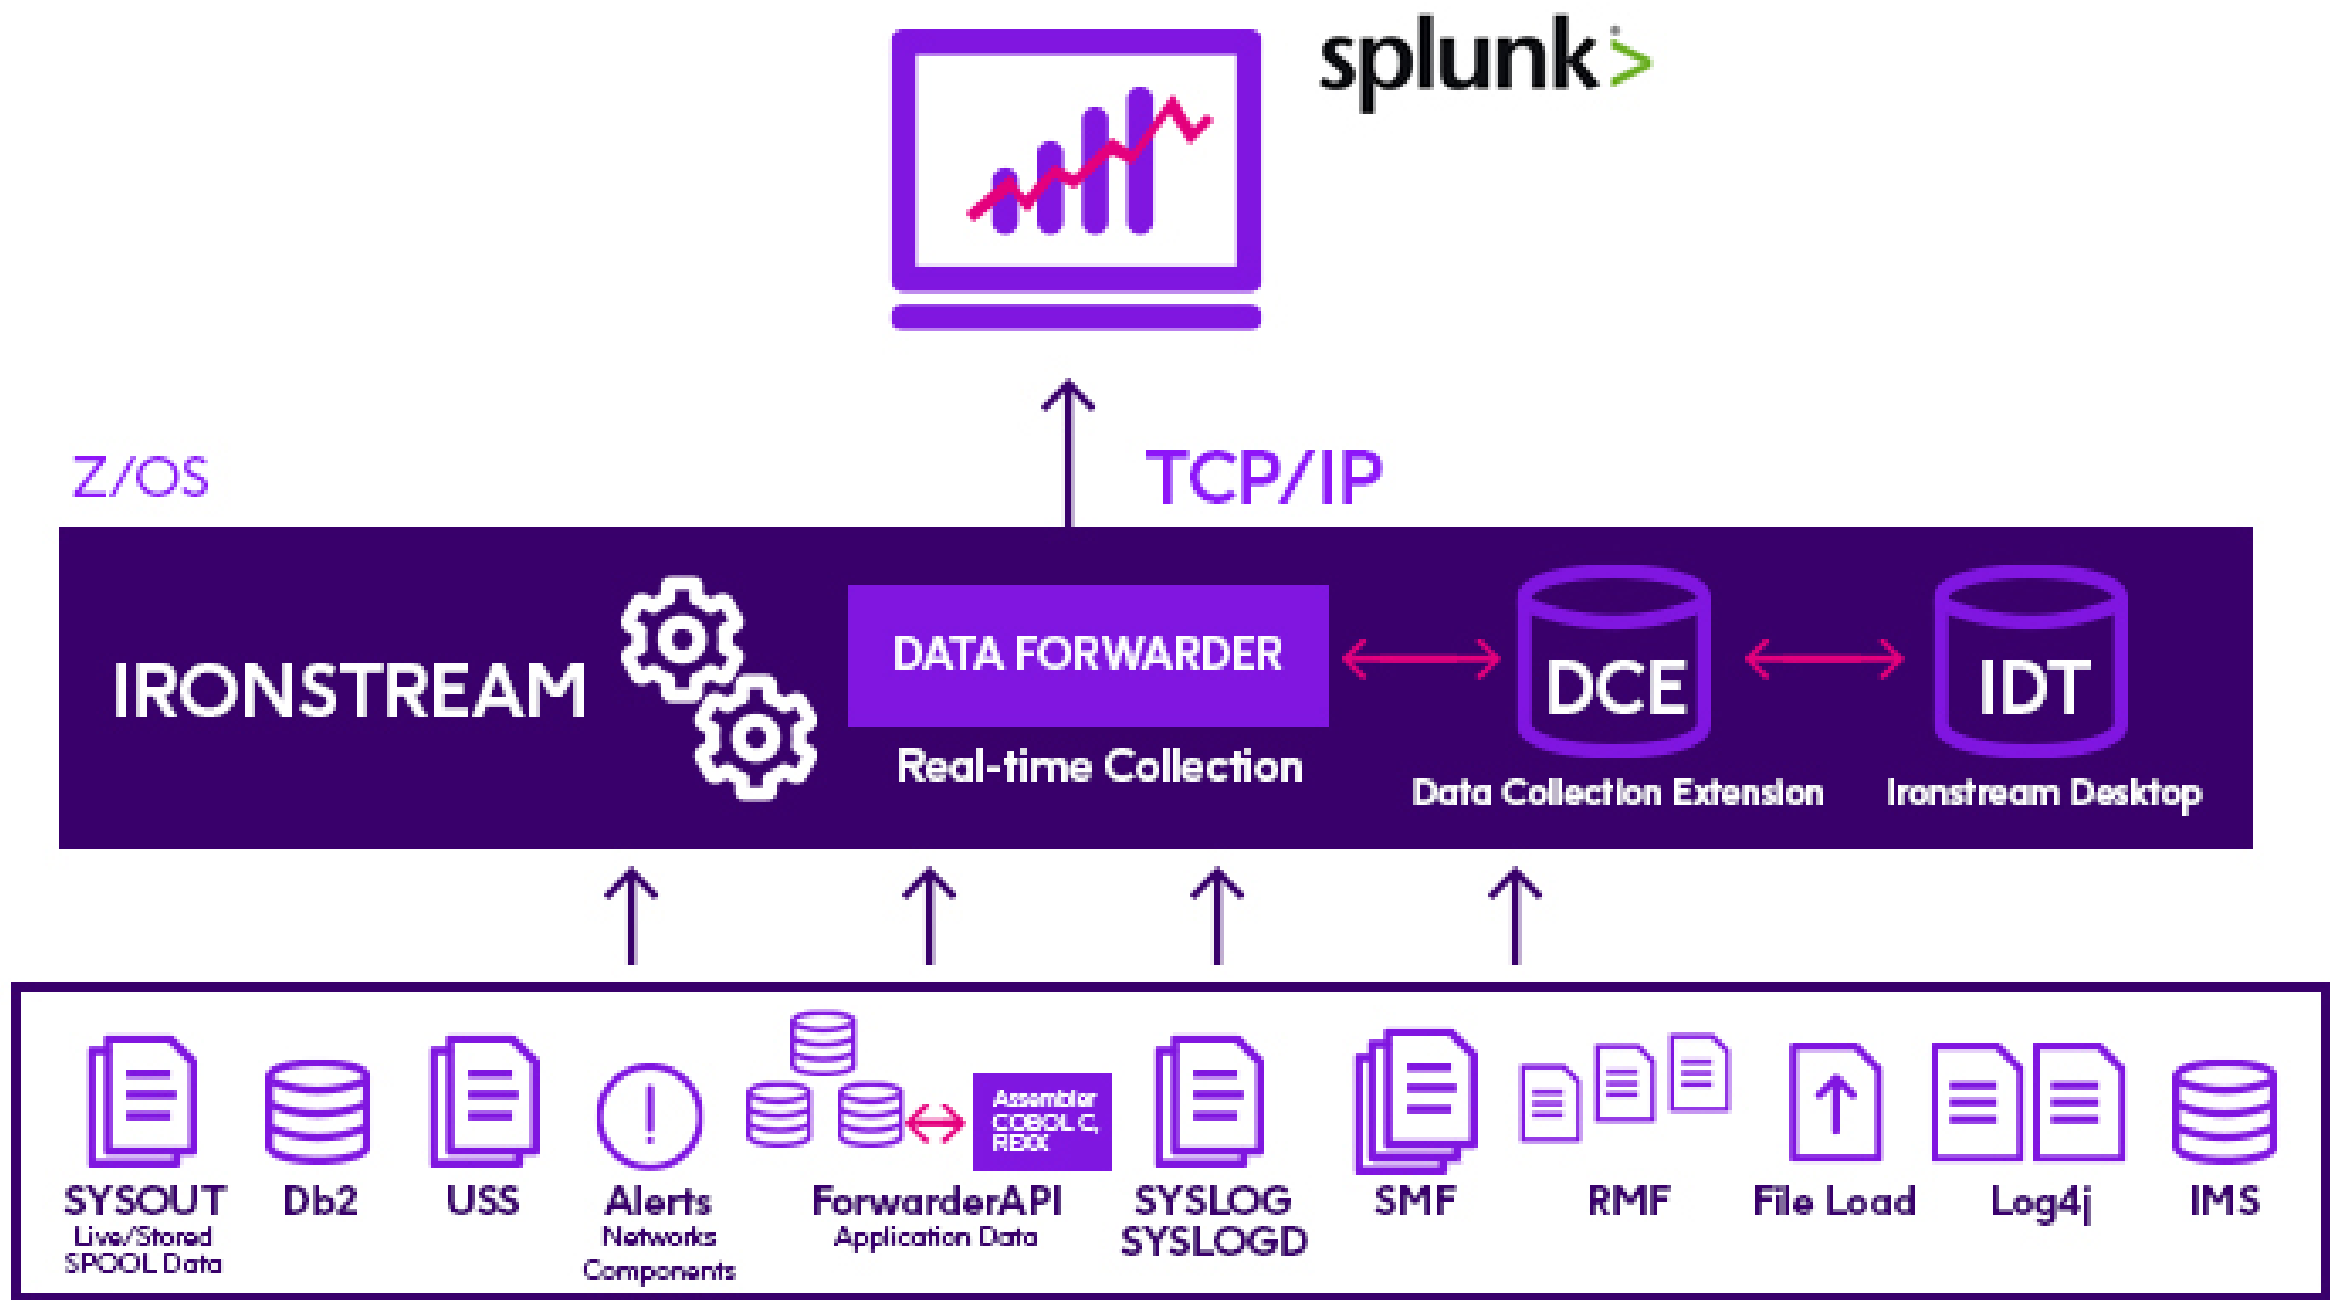 splunk>
Z/OS
TCP/IP
IRONSTREAM
DATA FORWARDER
Real-time Collection
DCE
Data Collection Extension
IDT
Ironstream Desktop
SYSOUT
Live/Stored
SPOOL Data
Db2
USS
Alerts
Networks
Components
Assembler
COBOL C,
REXX
ForwarderAPI
Application Data
SYSLOG
SYSLOGD
SMF
RMF
File Load
Log4j
IMS